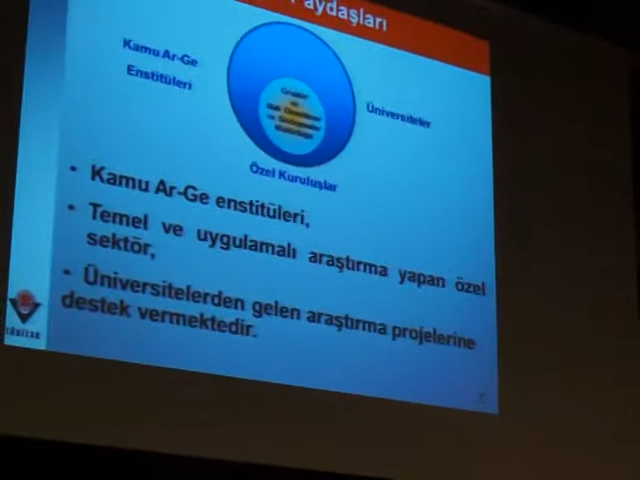 Paydaşları
Kamu Ar-Ge
Enstitüleri
Üniversiteler
Özel Kuruluşlar
• Kamu Ar-Ge enstitüleri,
• Temel ve uygulamalı araştırma yapan özel
sektör,
• Üniversitelerden gelen araştırma projelerine
destek vermektedir.
TÜBİTAK